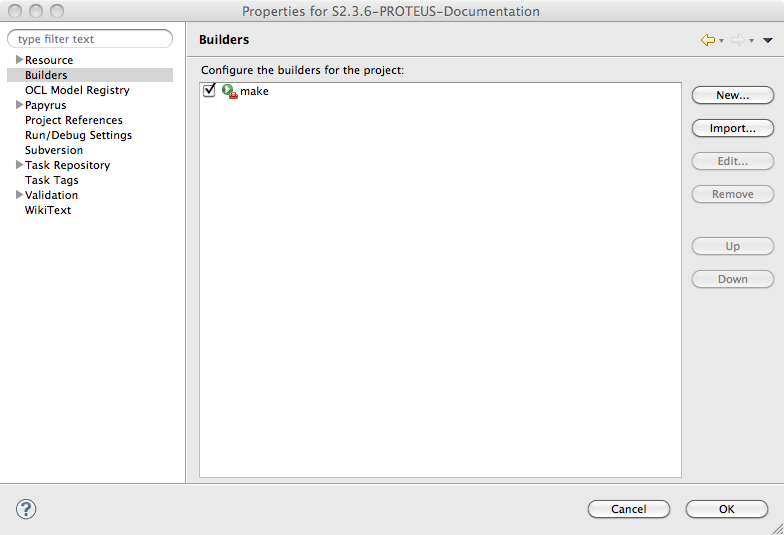 Properties for S2.3.6-PROTEUS-Documentation
type filter text
Resource
Builders
OCL Model Registry
Papyrus
Project References
Run/Debug Settings
Subversion
Task Repository
Task Tags
Validation
WikiText
Builders
Configure the builders for the project:
make
New...
Import...
Edit...
Remove
Up
Down
?
Cancel
OK